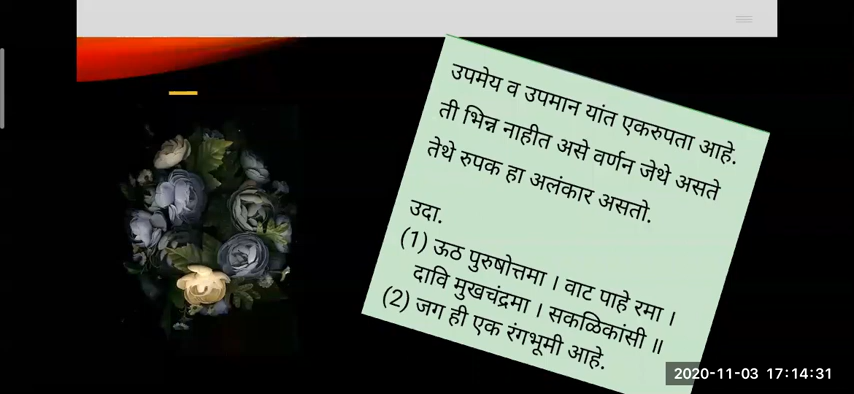 उपमेय व उपमान यांत एकरुपता आहे.
ती भिन्न नाहीत असे वर्णन जेथे असते
तेथे रुपक हा अलंकार असतो.
उदा.
(1) ऊठ पुरुषोत्तमा । वाट पाहे रमा ।
दावि मुखचंद्रमा । सकळिकांसी ॥
(2) जग ही एक रंगभूमी आहे.
2020-11-03 17:14:31